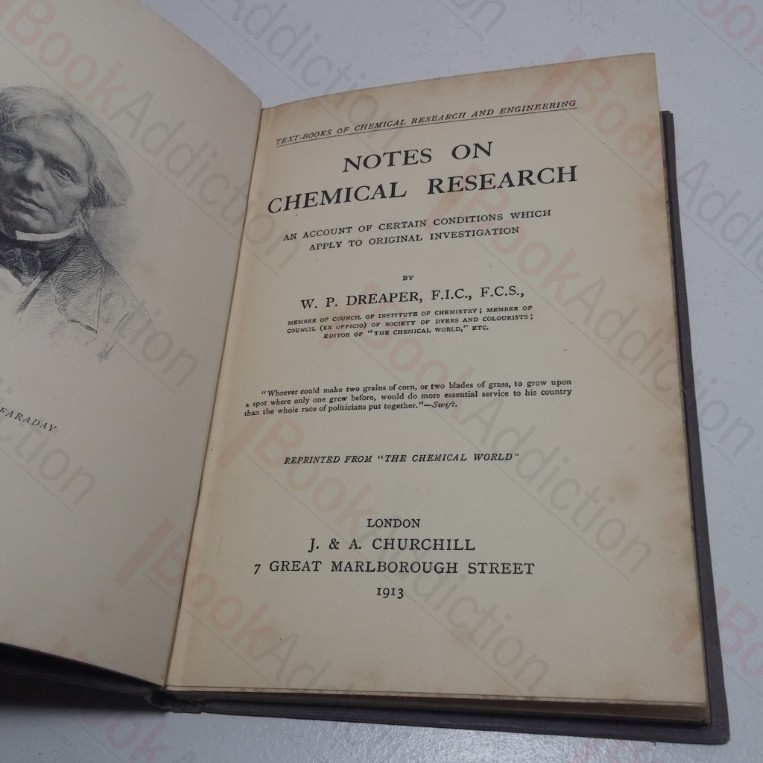 FARADAY.
TEXT-BOOKS OF CHEMICAL RESEARCH AND ENGINEERING
NOTES ON
CHEMICAL RESEARCH
AN ACCOUNT OF CERTAIN CONDITIONS WHICH
APPLY TO ORIGINAL INVESTIGATION
BY
W. P. DREAPER, F.I.C., F.C.S.,
MEMBER OF COUNCIL OF INSTITUTE OF CHEMISTRY; MEMBER OF
COUNCIL (EX OFFICIO) OF SOCIETY OF DYERS AND COLOURISTS;
EDITOR OF "THE CHEMICAL WORLD," ETC.
"Whoever could make two grains of corn, or two blades of grass, to grow upon
a spot where only one grew before, would do more essential service to his country
than the whole race of politicians put together."—Swift.
REPRINTED FROM "THE CHEMICAL WORLD"
LONDON
J. & A. CHURCHILL
7 GREAT MARLBOROUGH STREET
1913
BookAddiction